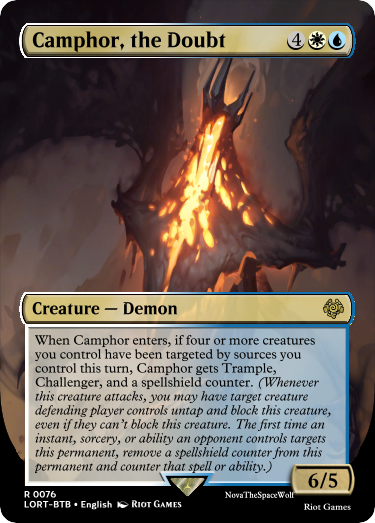 Camphor, the Doubt 4
Creature — Demon
When Camphor enters, if four or more creatures
you control have been targeted by sources you
control this turn, Camphor gets Trample,
Challenger, and a spellshield counter. (Whenever
this creature attacks, you may have target creature
defending player controls untap and block this creature,
even if they can't block this creature. The first time an
instant, sorcery, or ability an opponent controls targets
this permanent, remove a spellshield counter from this
permanent and counter that spell or ability.)
6/5
R 0076
LORT-BTB • English Riot Games
NovaTheSpaceWolf
Riot Games